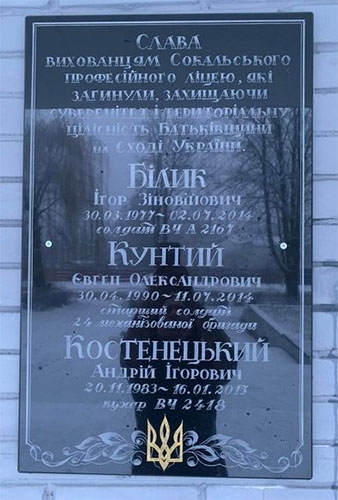 Слава
вихованцям Сокальського
професійного ліцею, які
загинули, захищаючи
суверенітет і територіальну
цілісність Батьківщини
на Сході України.
Білик
Ігор Зіновійович
30.03.1977~02.07.2014
солдат ВЧ А 2167
Кунтий
Євген Олександрович
30.04.1990~11.07.2014
старший солдат
24 механізованої бригади
Костенецький
Андрій Ігорович
20.11.1983~16.01.2013
кухар ВЧ 2418